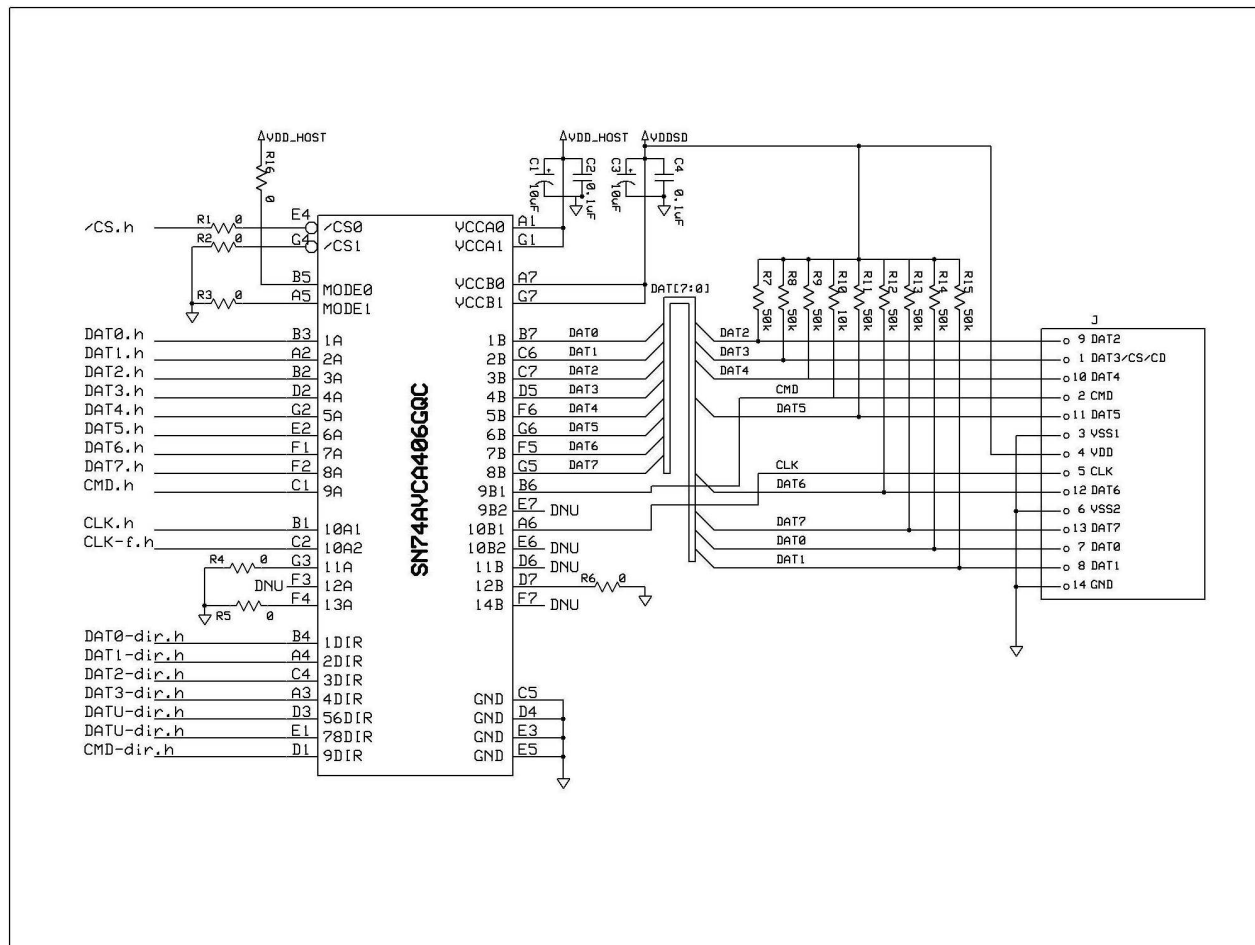 VDD_HOST
R16
0
VDD_HOST
VDDSD
C1
10uF
C2
0.1uF
C3
10uF
C4
0.1uF
/CS.h
R1 0
E4
/CS0
R2 0
G4
/CS1
B5
MODE0
R3 0
A5
MODE1
VCCA0
A1
VCCA1
G1
VCCB0
A7
VCCB1
G7
SN74AVCA406GQC
DAT0.h B3 1A
DAT1.h A2 2A
DAT2.h B2 3A
DAT3.h D2 4A
DAT4.h G2 5A
DAT5.h E2 6A
DAT6.h F1 7A
DAT7.h F2 8A
CMD.h C1 9A
CLK.h B1 10A1
CLK-f.h C2 10A2
R4 0 G3 11A
DNU F3 12A
R5 0 F4 13A
DAT0-dir.h B4 1DIR
DAT1-dir.h A4 2DIR
DAT2-dir.h C4 3DIR
DAT3-dir.h A3 4DIR
DATU-dir.h D3 56DIR
DATU-dir.h E1 78DIR
CMD-dir.h D1 9DIR
1B B7 DAT0
2B C6 DAT1
3B C7 DAT2
4B D5 DAT3
5B F6 DAT4
6B G6 DAT5
7B F5 DAT6
8B G5 DAT7
9B1 B6
9B2 E7 DNU
10B1 A6
10B2 E6 DNU
11B D6 DNU
12B D7 R6 0
14B F7 DNU
GND C5
GND D4
GND E3
GND E5
DAT[7:0]
R7 50k
R8 50k
R9 50k
R10 10k
R11 50k
R12 50k
R13 50k
R14 50k
R15 50k
DAT2
DAT3
DAT4
CMD
DAT5
CLK
DAT6
DAT7
DAT0
DAT1
J
9 DAT2
1 DAT3/CS/CD
10 DAT4
2 CMD
11 DAT5
3 VSS1
4 VDD
5 CLK
12 DAT6
6 VSS2
13 DAT7
7 DAT0
8 DAT1
14 GND